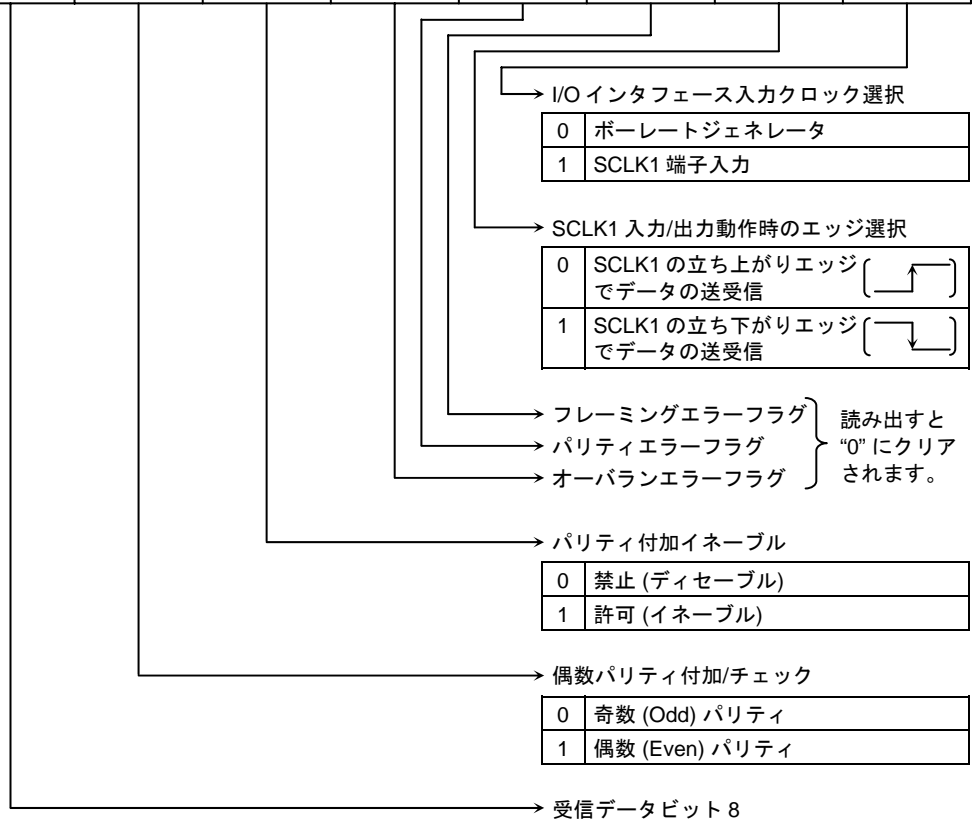 I/O インタフェース入力クロック選択
0 ボーレートジェネレータ
1 SCLK1 端子入力
SCLK1 入力/出力動作時のエッジ選択
0 SCLK1 の立ち上がりエッジ
でデータの送受信
1 SCLK1 の立ち下がりエッジ
でデータの送受信
フレーミングエラーフラグ
パリティエラーフラグ
オーバランエラーフラグ
読み出すと
“0” にクリア
されます。
パリティ付加イネーブル
0 禁止 (ディセーブル)
1 許可 (イネーブル)
偶数パリティ付加/チェック
0 奇数 (Odd) パリティ
1 偶数 (Even) パリティ
受信データビット 8